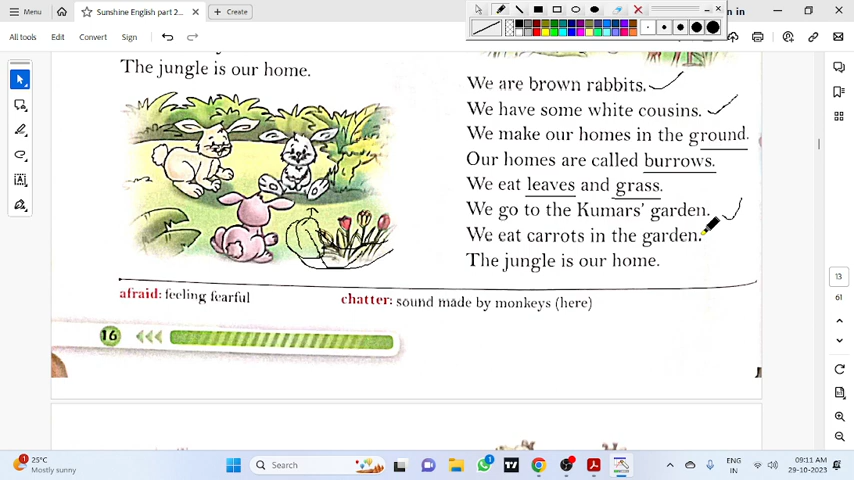 Menu
Sunshine English part 2...
Create
in in
All tools
Edit
Convert
Sign
The jungle is our home.
We are brown rabbits.
We have some white cousins.
We make our homes in the ground.
Our homes are called burrows.
We eat leaves and grass.
We go to the Kumars' garden.
We eat carrots in the garden.
The jungle is our home.
afraid: feeling fearful
chatter: sound made by monkeys (here)
16
13
61
1
25°C
Mostly sunny
Search
1
ENG
IN
09:11 AM
29-10-2023